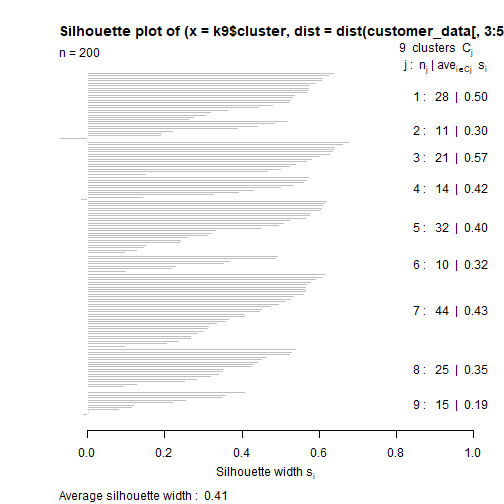 Silhouette plot of (x = k9$cluster, dist = dist(customer_data[, 3:5
n = 200
9 clusters Cj
j : nj | avei∈Cj si
1 : 28 | 0.50
2 : 11 | 0.30
3 : 21 | 0.57
4 : 14 | 0.42
5 : 32 | 0.40
6 : 10 | 0.32
7 : 44 | 0.43
8 : 25 | 0.35
9 : 15 | 0.19
0.0 0.2 0.4 0.6 0.8 1.0
Silhouette width si
Average silhouette width : 0.41